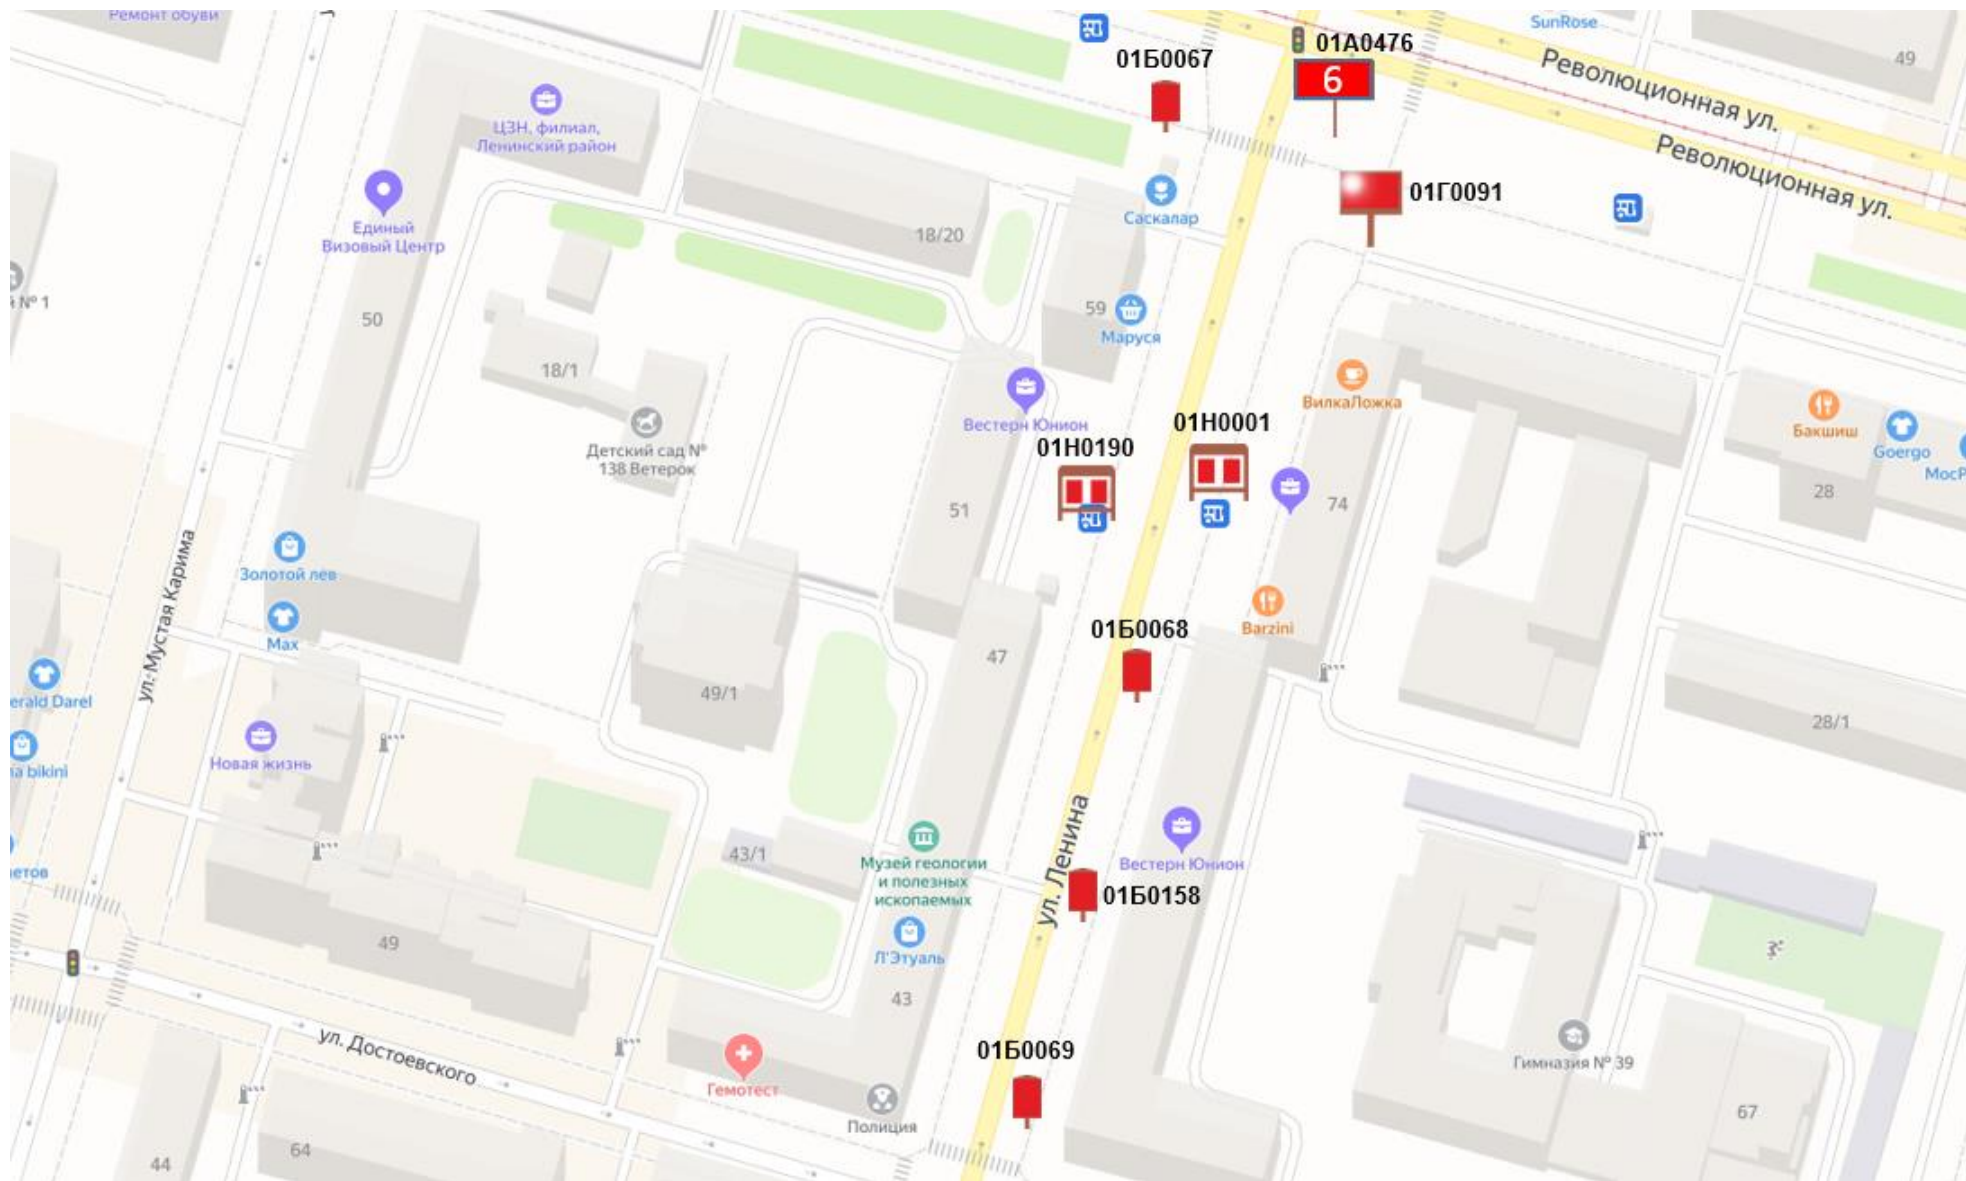 Ремонт обуви
SunRose
49
01А0476
01Б0067
6
Революционная ул.
Революционная ул.
ЦЗН, филиал,
Ленинский район
01Г0091
Саскалар
Единый
Визовый Центр
18/20
№ 1
50
59
Маруся
18/1
ВилкаЛожка
Вестерн Юнион
01Н0001
01Н0190
Бакшиш
Goergo
Детский сад №
138 Ветерок
28
51
74
ул. Мустая Карима
Золотой лев
Max
01Б0068
Barzini
47
49/1
erald Darel
28/1
Новая жизнь
a bikini
ул. Ленина
43/1
Музей геологии
и полезных
ископаемых
Вестерн Юнион
етов
01Б0158
49
Л'Этуаль
43
ул. Достоевского
01Б0069
Гемотест
Гимназия № 39
Полиция
67
64
44